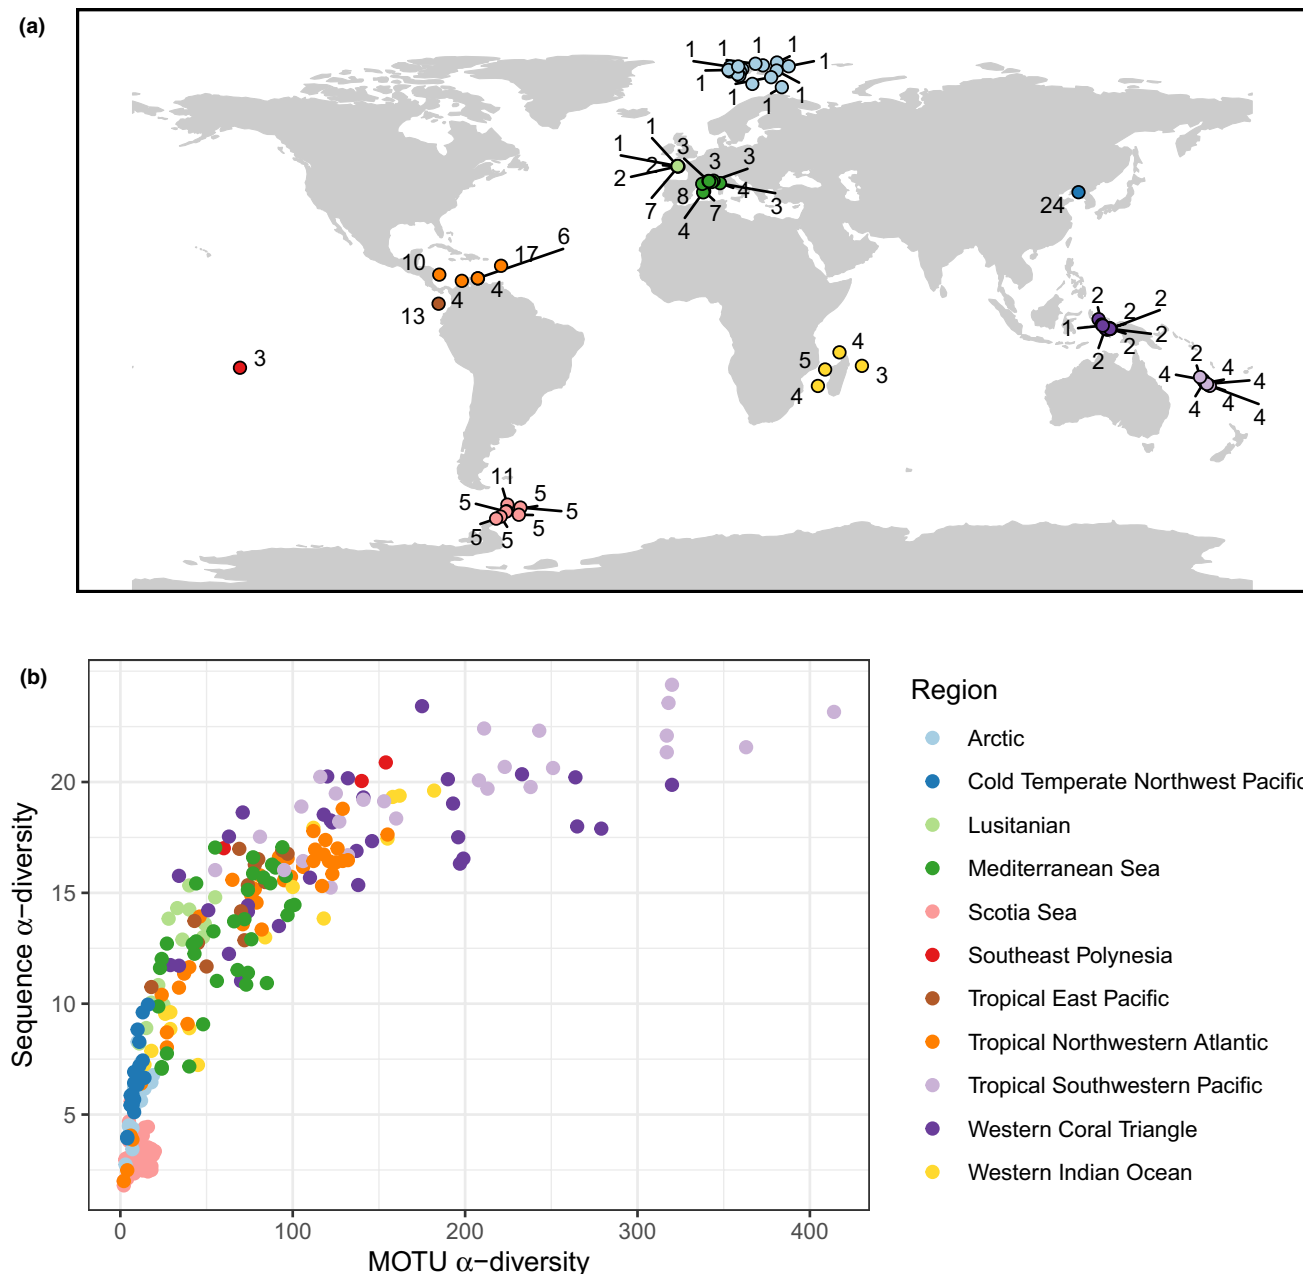 (a)
1 1 1 1
1 1
1 1 1
1
1 3 3 3
2
2 8 4
7 7 3
4
24
6
10 17
4 4
13
2 2
2
1 2
2 2
3
4
5 3
4
2
4 4 4
4 4 4
11
5 5
5
5 5 5
(b)
Sequence α−diversity
20
15
10
5
0 100 200 300 400
MOTU α−diversity
Region
Arctic
Cold Temperate Northwest Pacific
Lusitanian
Mediterranean Sea
Scotia Sea
Southeast Polynesia
Tropical East Pacific
Tropical Northwestern Atlantic
Tropical Southwestern Pacific
Western Coral Triangle
Western Indian Ocean